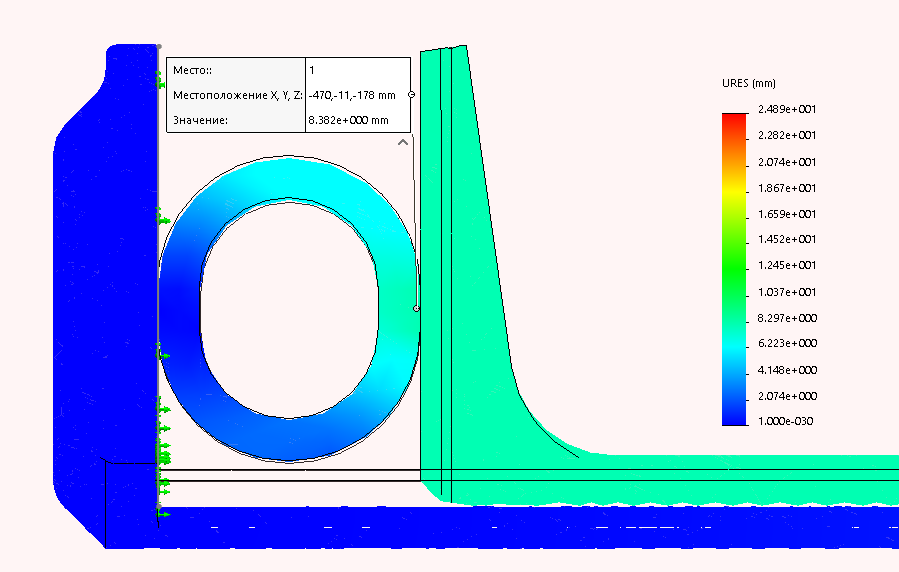 Место:: 1
Местоположение X, Y, Z: -470,-11,-178 mm
Значение: 8.382e+000 mm
URES (mm)
2.489e+001
2.282e+001
2.074e+001
1.867e+001
1.659e+001
1.452e+001
1.245e+001
1.037e+001
8.297e+000
6.223e+000
4.148e+000
2.074e+000
1.000e-030